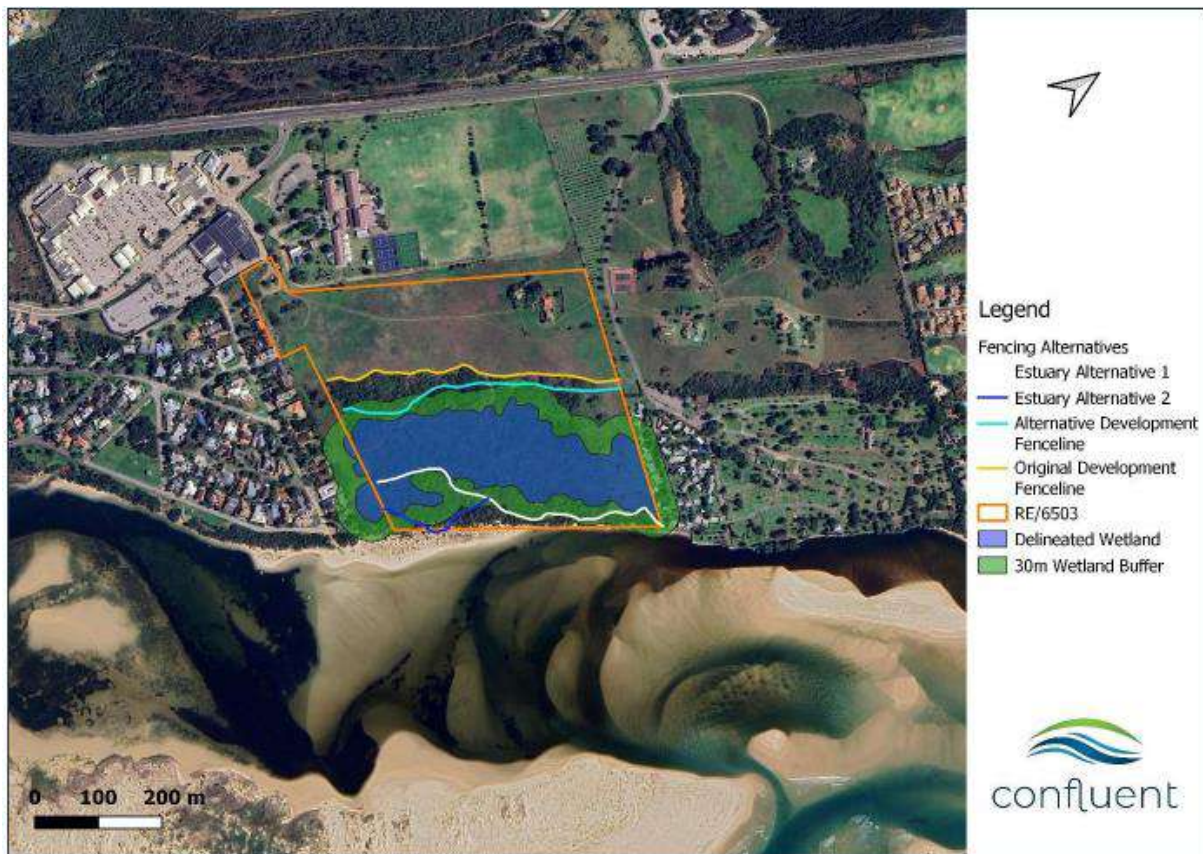 Legend
Fencing Alternatives
Estuary Alternative 1
Estuary Alternative 2
Alternative Development
Fenceline
Original Development
Fenceline
RE/6503
Delineated Wetland
30m Wetland Buffer
confluent
0 100 200 m